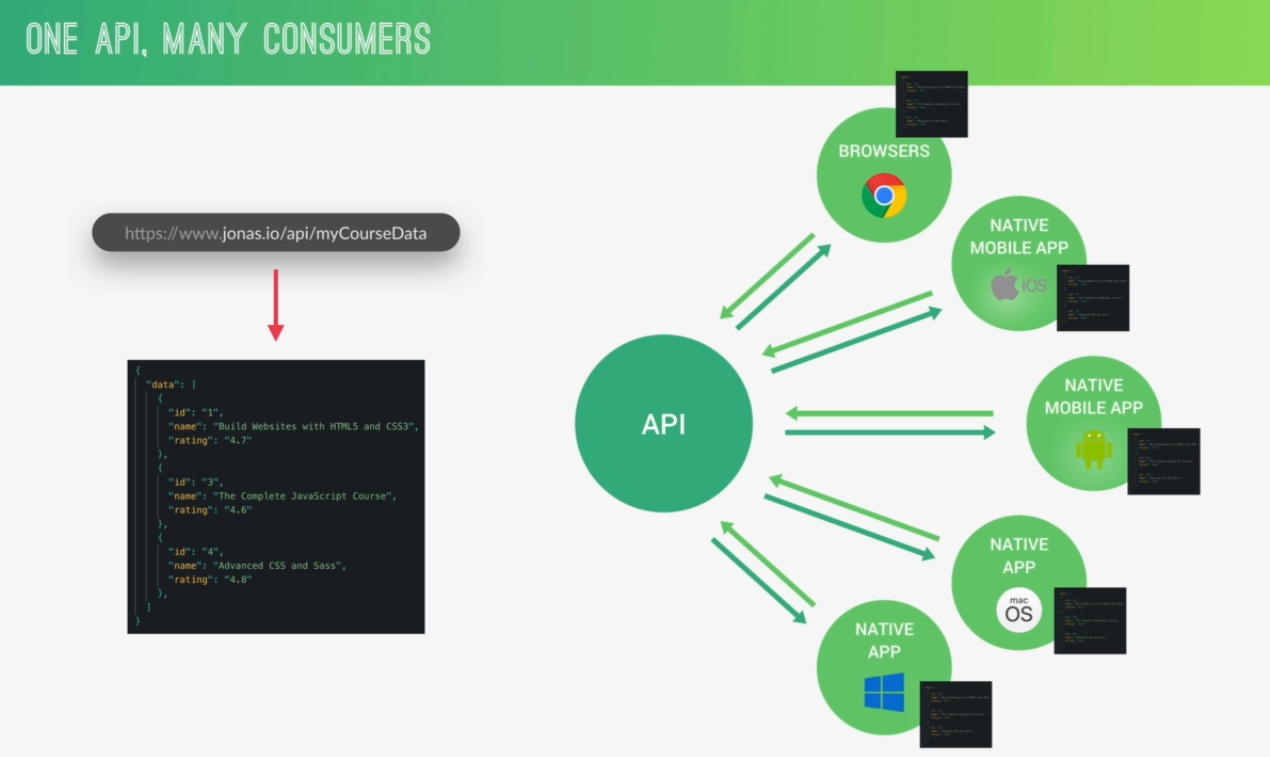 ONE API, MANY CONSUMERS
https://www.jonas.io/api/myCourseData
{
"data": [
{
"id": "1",
"name": "Build Websites with HTML5 and CSS3",
"rating": "4.7"
},
{
"id": "3",
"name": "The Complete JavaScript Course",
"rating": "4.6"
},
{
"id": "4",
"name": "Advanced CSS and Sass",
"rating": "4.8"
},
]
}
API
BROWSERS
NATIVE
MOBILE APP
iOS
NATIVE
MOBILE APP
NATIVE
APP
mac
OS
NATIVE
APP